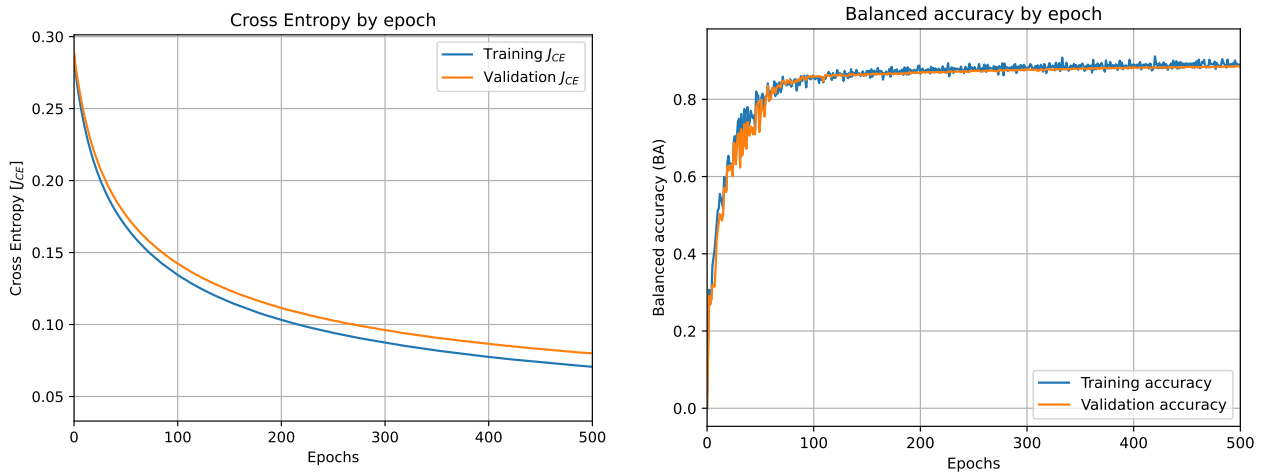 Cross Entropy by epoch
Cross Entropy [J_CE]
0.30
0.25
0.20
0.15
0.10
0.05
Training J_CE
Validation J_CE
0 100 200 300 400 500
Epochs
Balanced accuracy by epoch
Balanced accuracy (BA)
0.8
0.6
0.4
0.2
0.0
Training accuracy
Validation accuracy
0 100 200 300 400 500
Epochs